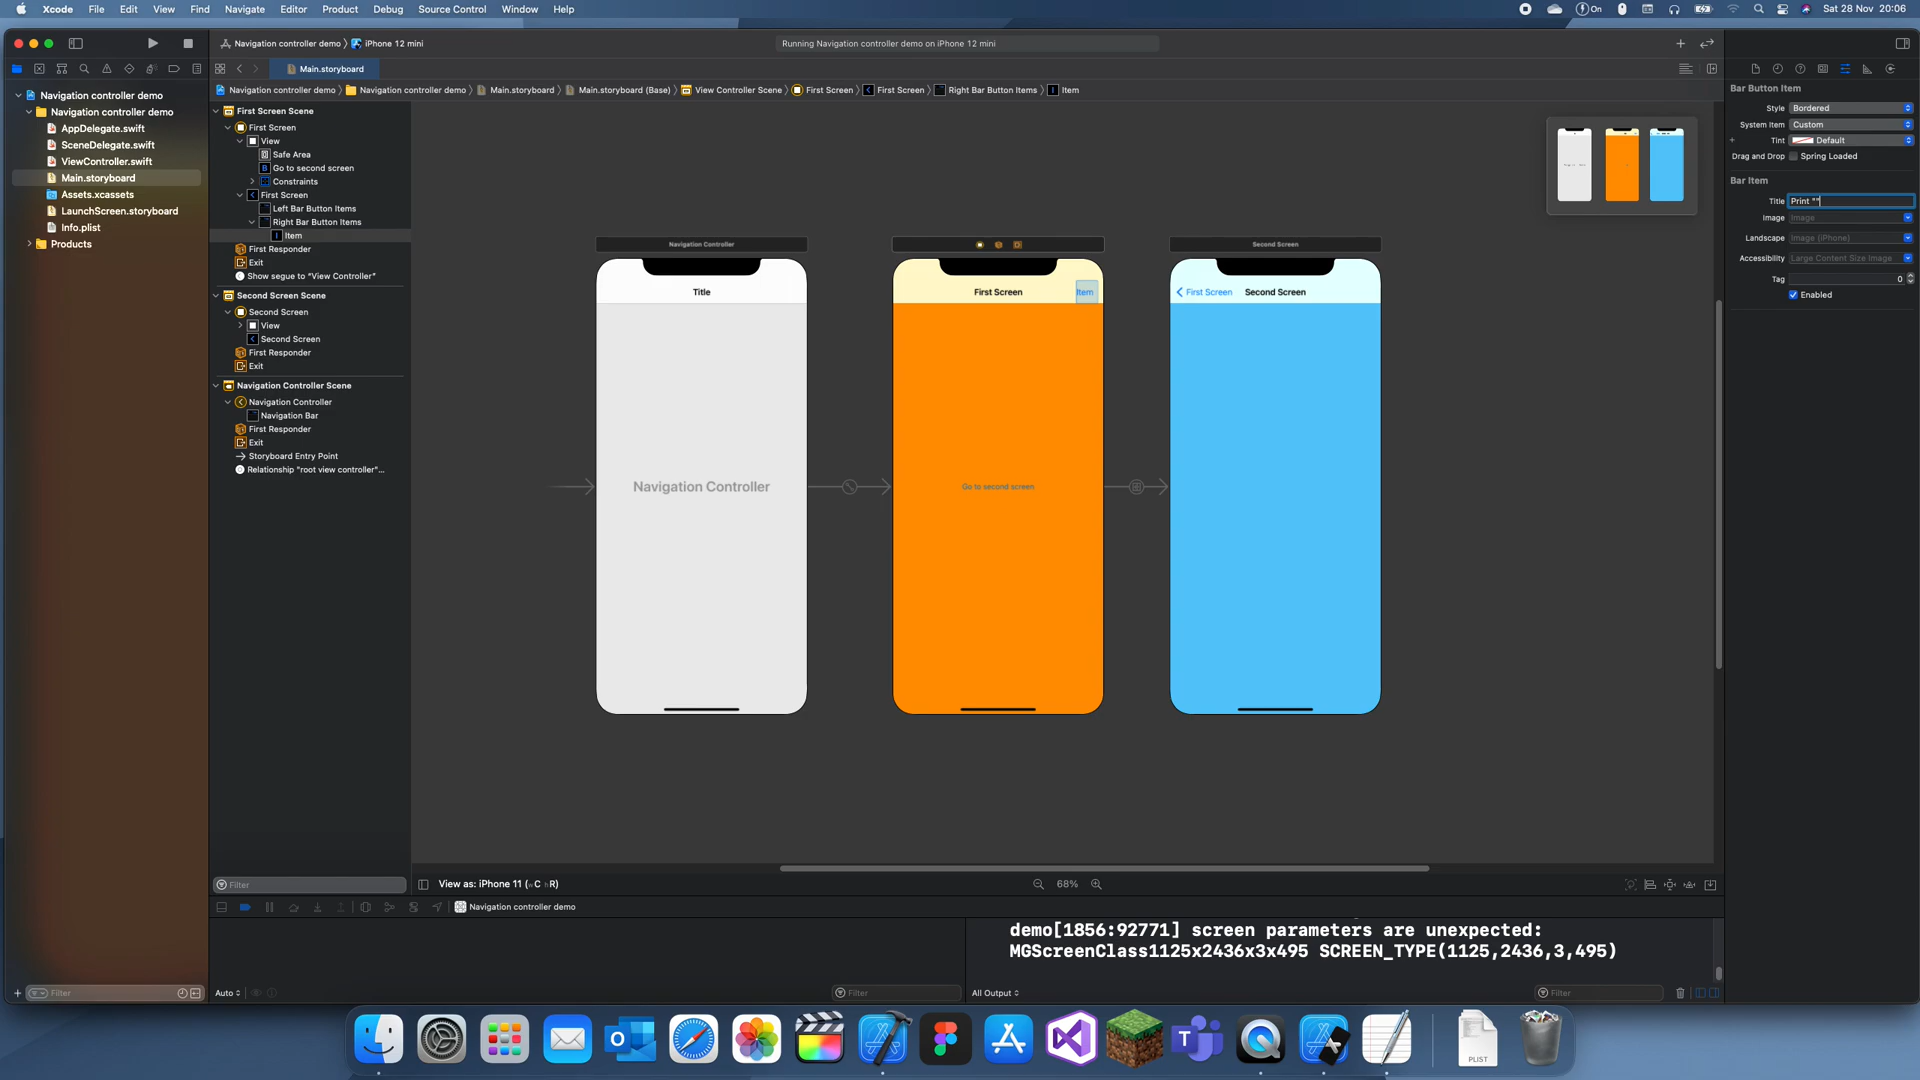 Xcode File Edit View Find Navigate Editor Product Debug Source Control Window Help
On Sat 28 Nov 20:06
Navigation controller demo iPhone 12 mini
Running Navigation controller demo on iPhone 12 mini
Main.storyboard
Navigation controller demo Navigation controller demo Main.storyboard Main.storyboard (Base) View Controller Scene First Screen First Screen Right Bar Button Items Item
Navigation controller demo
Navigation controller demo
AppDelegate.swift
SceneDelegate.swift
ViewController.swift
Main.storyboard
Assets.xcassets
LaunchScreen.storyboard
Info.plist
Products
First Screen Scene
First Screen
View
Safe Area
B Go to second screen
Constraints
First Screen
Left Bar Button Items
Right Bar Button Items
Item
First Responder
Exit
Show segue to "View Controller"
Second Screen Scene
Second Screen
View
Second Screen
First Responder
Exit
Navigation Controller Scene
Navigation Controller
Navigation Bar
First Responder
Exit
Storyboard Entry Point
Relationship "root view controller"...
Navigation Controller
Title
Navigation Controller
First Screen
Item
Go to second screen
Second Screen
First Screen
Second Screen
Bar Button Item
Style Bordered
System Item Custom
Tint Default
Drag and Drop Spring Loaded
Bar Item
Title Print ""
Image Image
Landscape Image (iPhone)
Accessibility Large Content Size Image
Tag 0
Enabled
Filter
View as: iPhone 11 (wC hR)
68%
Navigation controller demo
demo[1856:92771] screen parameters are unexpected:
MGScreenClass1125x2436x3x495 SCREEN_TYPE(1125,2436,3,495)
Filter
Auto
Filter
All Output
Filter
PLIST